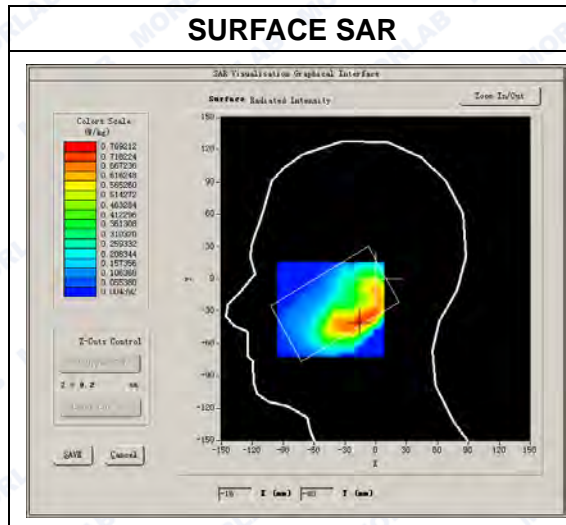 SURFACE SAR
SAR Visualisation Graphical Interface
Surface Radiated Intensity
Zoom In/Out
Colors Scale
(W/kg)
0.769212
0.718224
0.667236
0.616248
0.565260
0.514272
0.463284
0.412296
0.361308
0.310320
0.259332
0.208344
0.157356
0.106368
0.055380
0.004392
150
120
90
60
30
0
-30
-60
-90
-120
-150
Y
-150 -120 -90 -60 -30 0 30 60 90 120 150
X
Z-Cuts Control
Z = 0.2 mm
SAVE Cancel
X (mm) Y (mm)
MORLAB